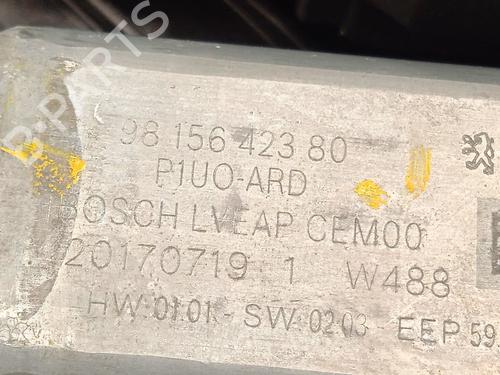 98 156 423 80
P1UO-ARD
BOSCH LVEAP CEM00
20170719 1 W488
HW:01.01 - SW:02.03 - EEP 59